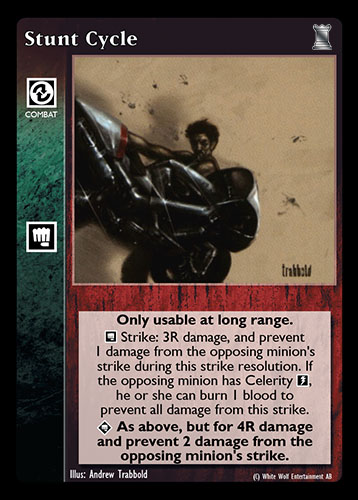 Stunt Cycle
COMBAT
trabbold
Only usable at long range.
Strike: 3R damage, and prevent
1 damage from the opposing minion's
strike during this strike resolution. If
the opposing minion has Celerity ,
he or she can burn 1 blood to
prevent all damage from this strike.
As above, but for 4R damage
and prevent 2 damage from the
opposing minion's strike.
Illus: Andrew Trabbold
(C) White Wolf Entertainment AB